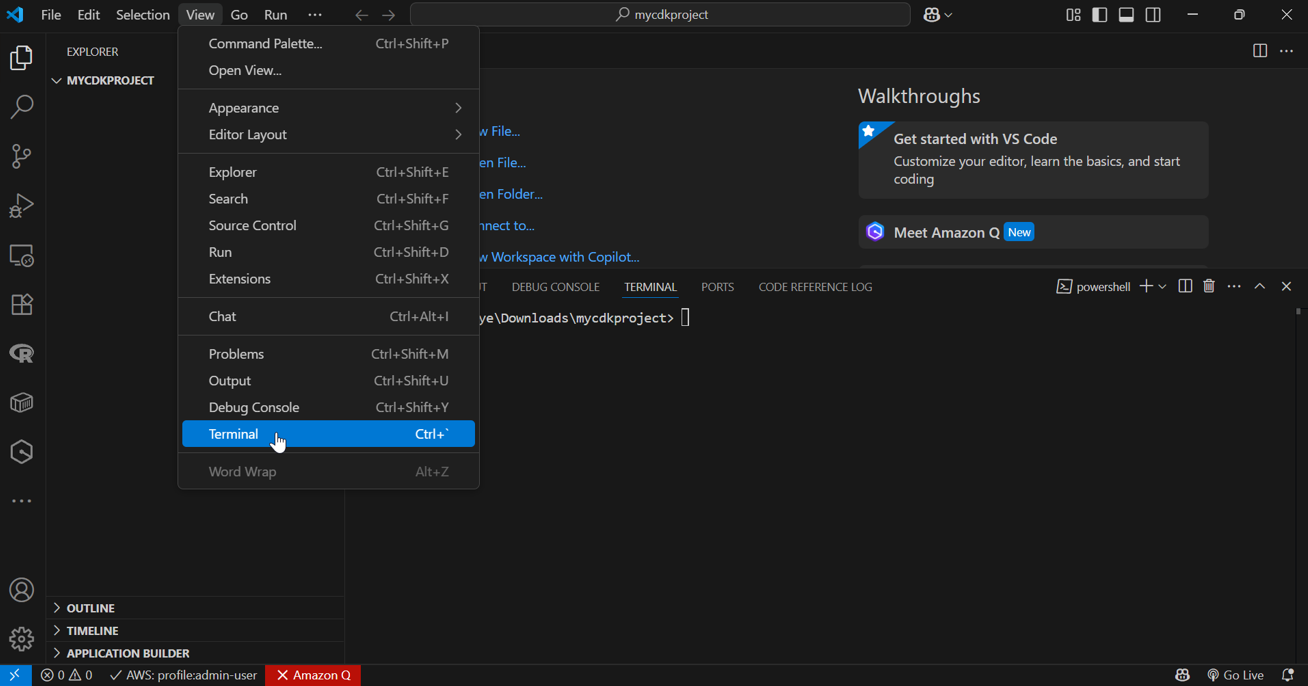 File Edit Selection View Go Run ··· mycdkproject
EXPLORER
MYCDKPROJECT
Command Palette... Ctrl+Shift+P
Open View...
Appearance
Editor Layout
Explorer Ctrl+Shift+E
Search Ctrl+Shift+F
Source Control Ctrl+Shift+G
Run Ctrl+Shift+D
Extensions Ctrl+Shift+X
Chat Ctrl+Alt+I
Problems Ctrl+Shift+M
Output Ctrl+Shift+U
Debug Console Ctrl+Shift+Y
Terminal Ctrl+`
Word Wrap Alt+Z
w File...
en File...
en Folder...
nnect to...
w Workspace with Copilot...
Walkthroughs
Get started with VS Code
Customize your editor, learn the basics, and start
coding
Meet Amazon Q New
UT DEBUG CONSOLE TERMINAL PORTS CODE REFERENCE LOG powershell
ye\Downloads\mycdkproject>
OUTLINE
TIMELINE
APPLICATION BUILDER
0 0 AWS: profile:admin-user Amazon Q Go Live